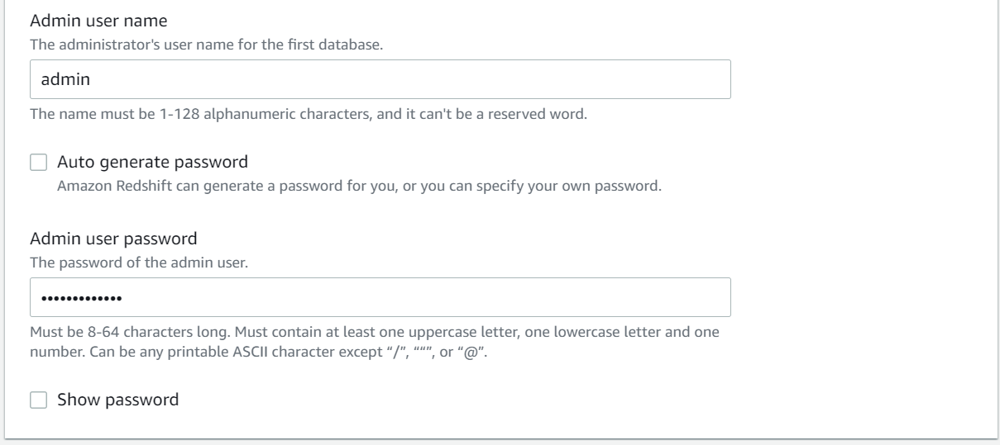 Admin user name
The administrator's user name for the first database.
admin
The name must be 1-128 alphanumeric characters, and it can't be a reserved word.
Auto generate password
Amazon Redshift can generate a password for you, or you can specify your own password.
Admin user password
The password of the admin user.
•••••••••••••
Must be 8-64 characters long. Must contain at least one uppercase letter, one lowercase letter and one
number. Can be any printable ASCII character except “/”, “"”, or “@”.
Show password